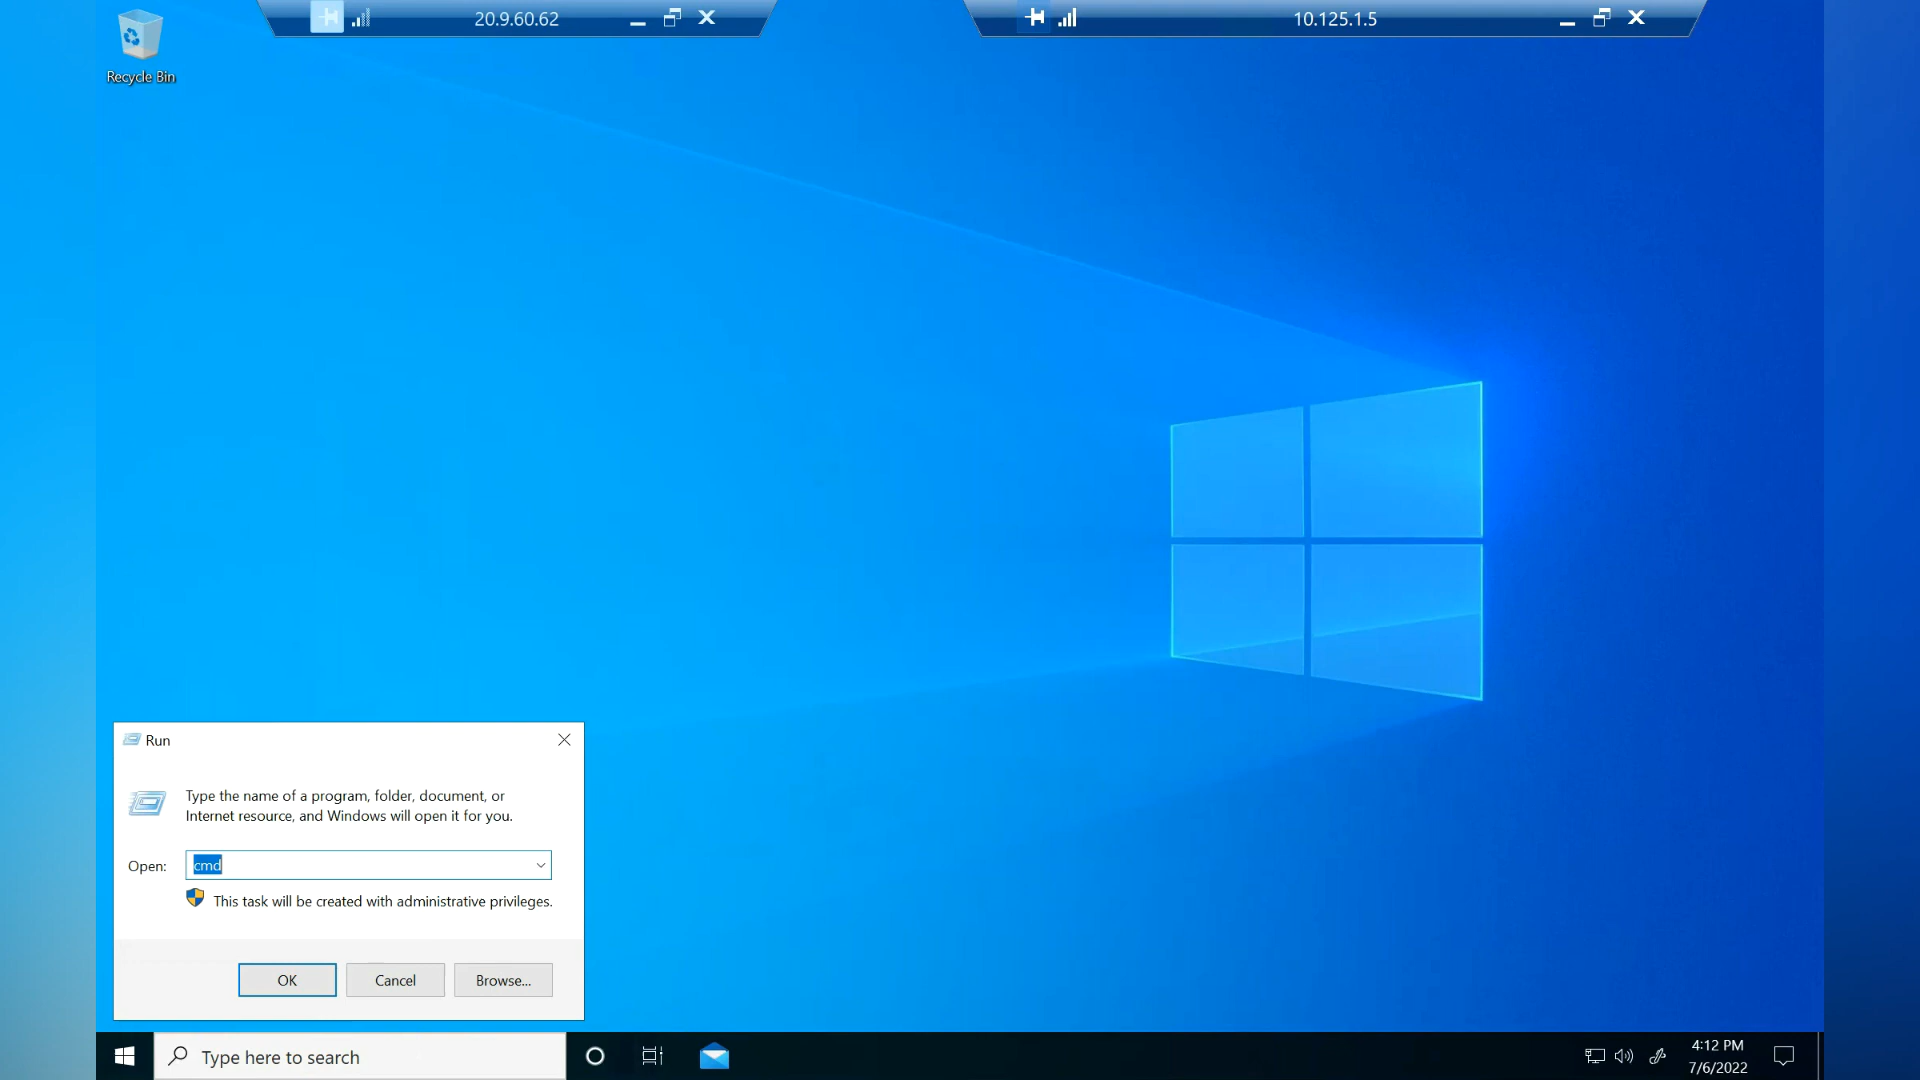 20.9.60.62
10.125.1.5
Recycle Bin
Run
Type the name of a program, folder, document, or
Internet resource, and Windows will open it for you.
Open:
cmd
This task will be created with administrative privileges.
OK
Cancel
Browse...
Type here to search
4:12 PM
7/6/2022